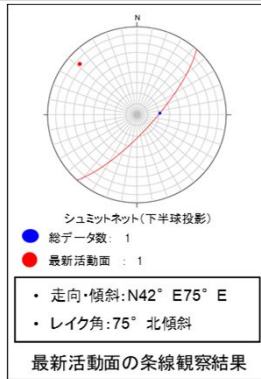 N
シュミットネット(下半球投影)
総データ数: 1
最新活動面 : 1
・ 走向・傾斜:N42° E75° E
・ レイク角:75° 北傾斜
最新活動面の条線観察結果